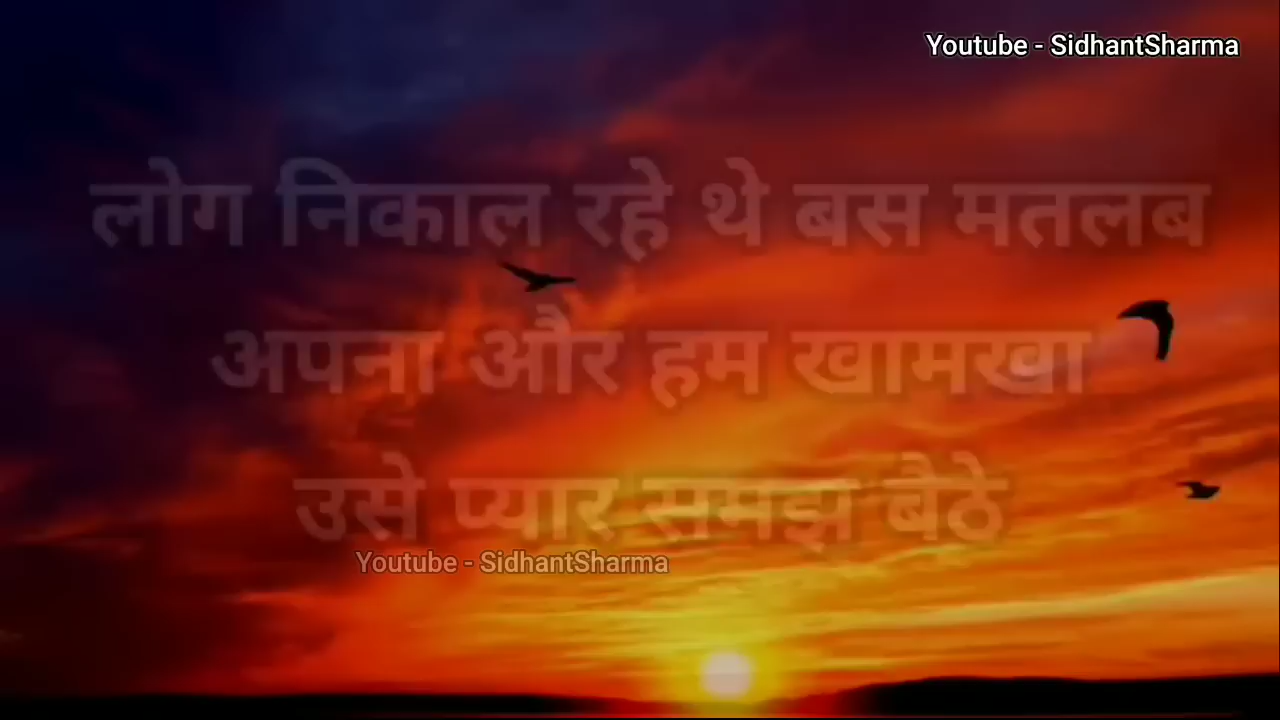 Youtube - SidhantSharma
लोग निकाल रहे थे बस मतलब
अपना और हम खामखा
उसे प्यार समझ बैठे
Youtube - SidhantSharma